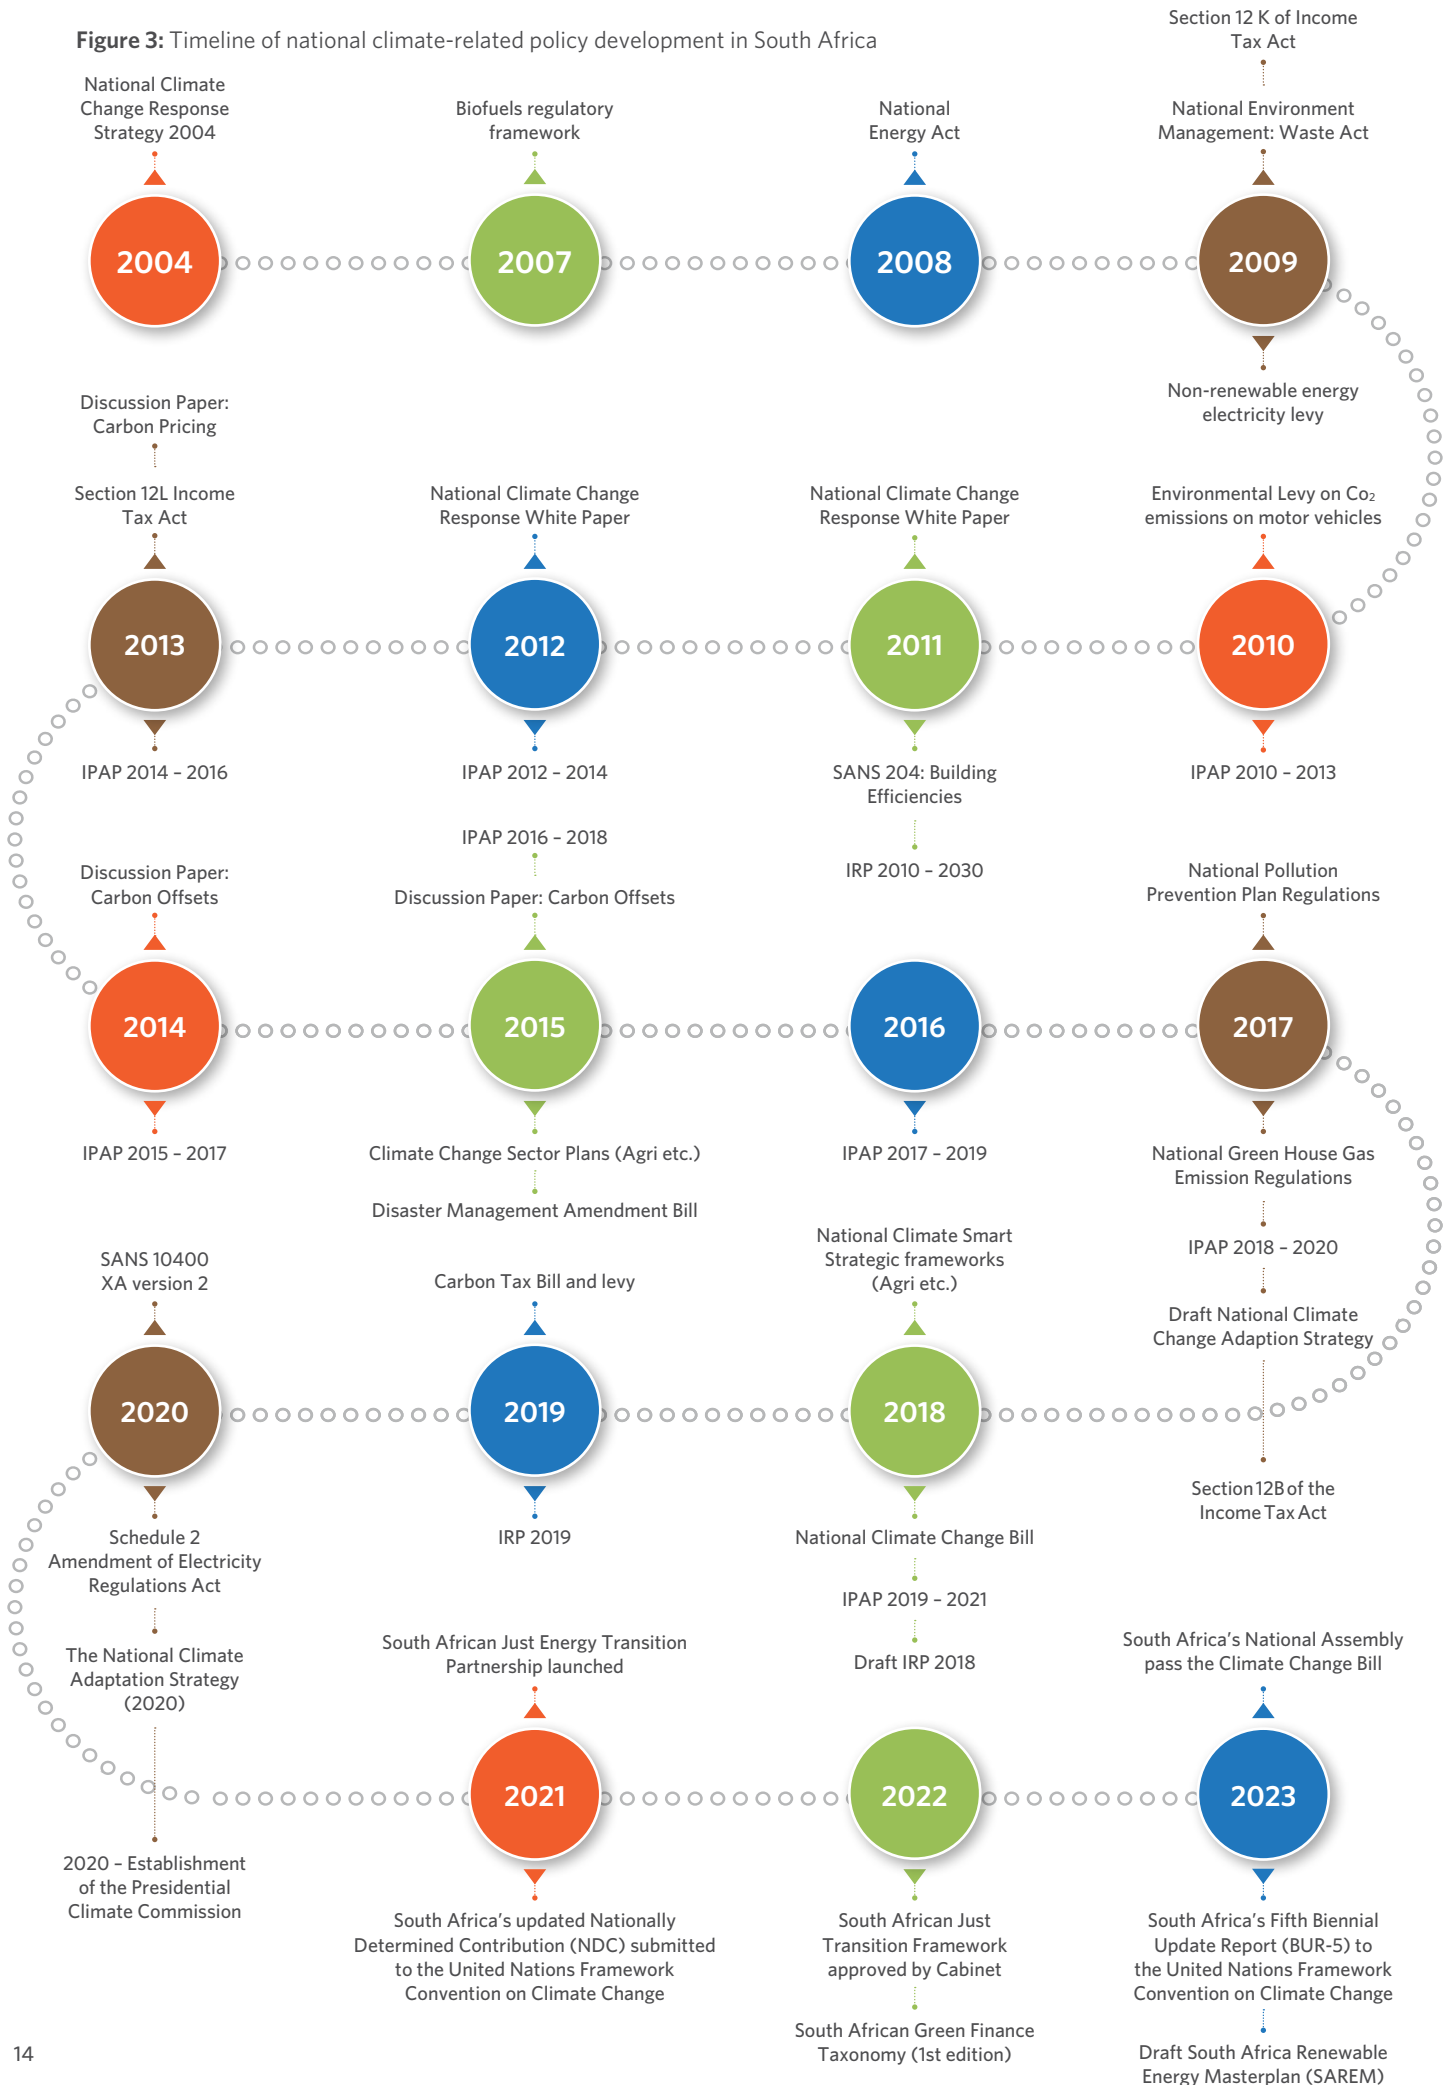 Figure 3: Timeline of national climate-related policy development in South Africa
National Climate
Change Response
Strategy 2004
2004
Biofuels regulatory
framework
2007
National
Energy Act
2008
Section 12 K of Income
Tax Act
National Environment
Management: Waste Act
2009
Non-renewable energy
electricity levy
Environmental Levy on Co₂
emissions on motor vehicles
2010
IPAP 2010 – 2013
National Climate Change
Response White Paper
2011
SANS 204: Building
Efficiencies
IRP 2010 – 2030
National Climate Change
Response White Paper
2012
IPAP 2012 – 2014
Discussion Paper:
Carbon Pricing
Section 12L Income
Tax Act
2013
IPAP 2014 – 2016
Discussion Paper:
Carbon Offsets
2014
IPAP 2015 – 2017
IPAP 2016 – 2018
Discussion Paper: Carbon Offsets
2015
Climate Change Sector Plans (Agri etc.)
Disaster Management Amendment Bill
2016
IPAP 2017 – 2019
National Pollution
Prevention Plan Regulations
2017
National Green House Gas
Emission Regulations
IPAP 2018 – 2020
Draft National Climate
Change Adaption Strategy
Section 12B of the
Income Tax Act
National Climate Smart
Strategic frameworks
(Agri etc.)
2018
National Climate Change Bill
IPAP 2019 – 2021
Draft IRP 2018
Carbon Tax Bill and levy
2019
IRP 2019
SANS 10400
XA version 2
2020
Schedule 2
Amendment of Electricity
Regulations Act
The National Climate
Adaptation Strategy
(2020)
2020 – Establishment
of the Presidential
Climate Commission
South African Just Energy Transition
Partnership launched
2021
South Africa's updated Nationally
Determined Contribution (NDC) submitted
to the United Nations Framework
Convention on Climate Change
2022
South African Just
Transition Framework
approved by Cabinet
South African Green Finance
Taxonomy (1st edition)
South Africa's National Assembly
pass the Climate Change Bill
2023
South Africa's Fifth Biennial
Update Report (BUR-5) to
the United Nations Framework
Convention on Climate Change
Draft South Africa Renewable
Energy Masterplan (SAREM)
14